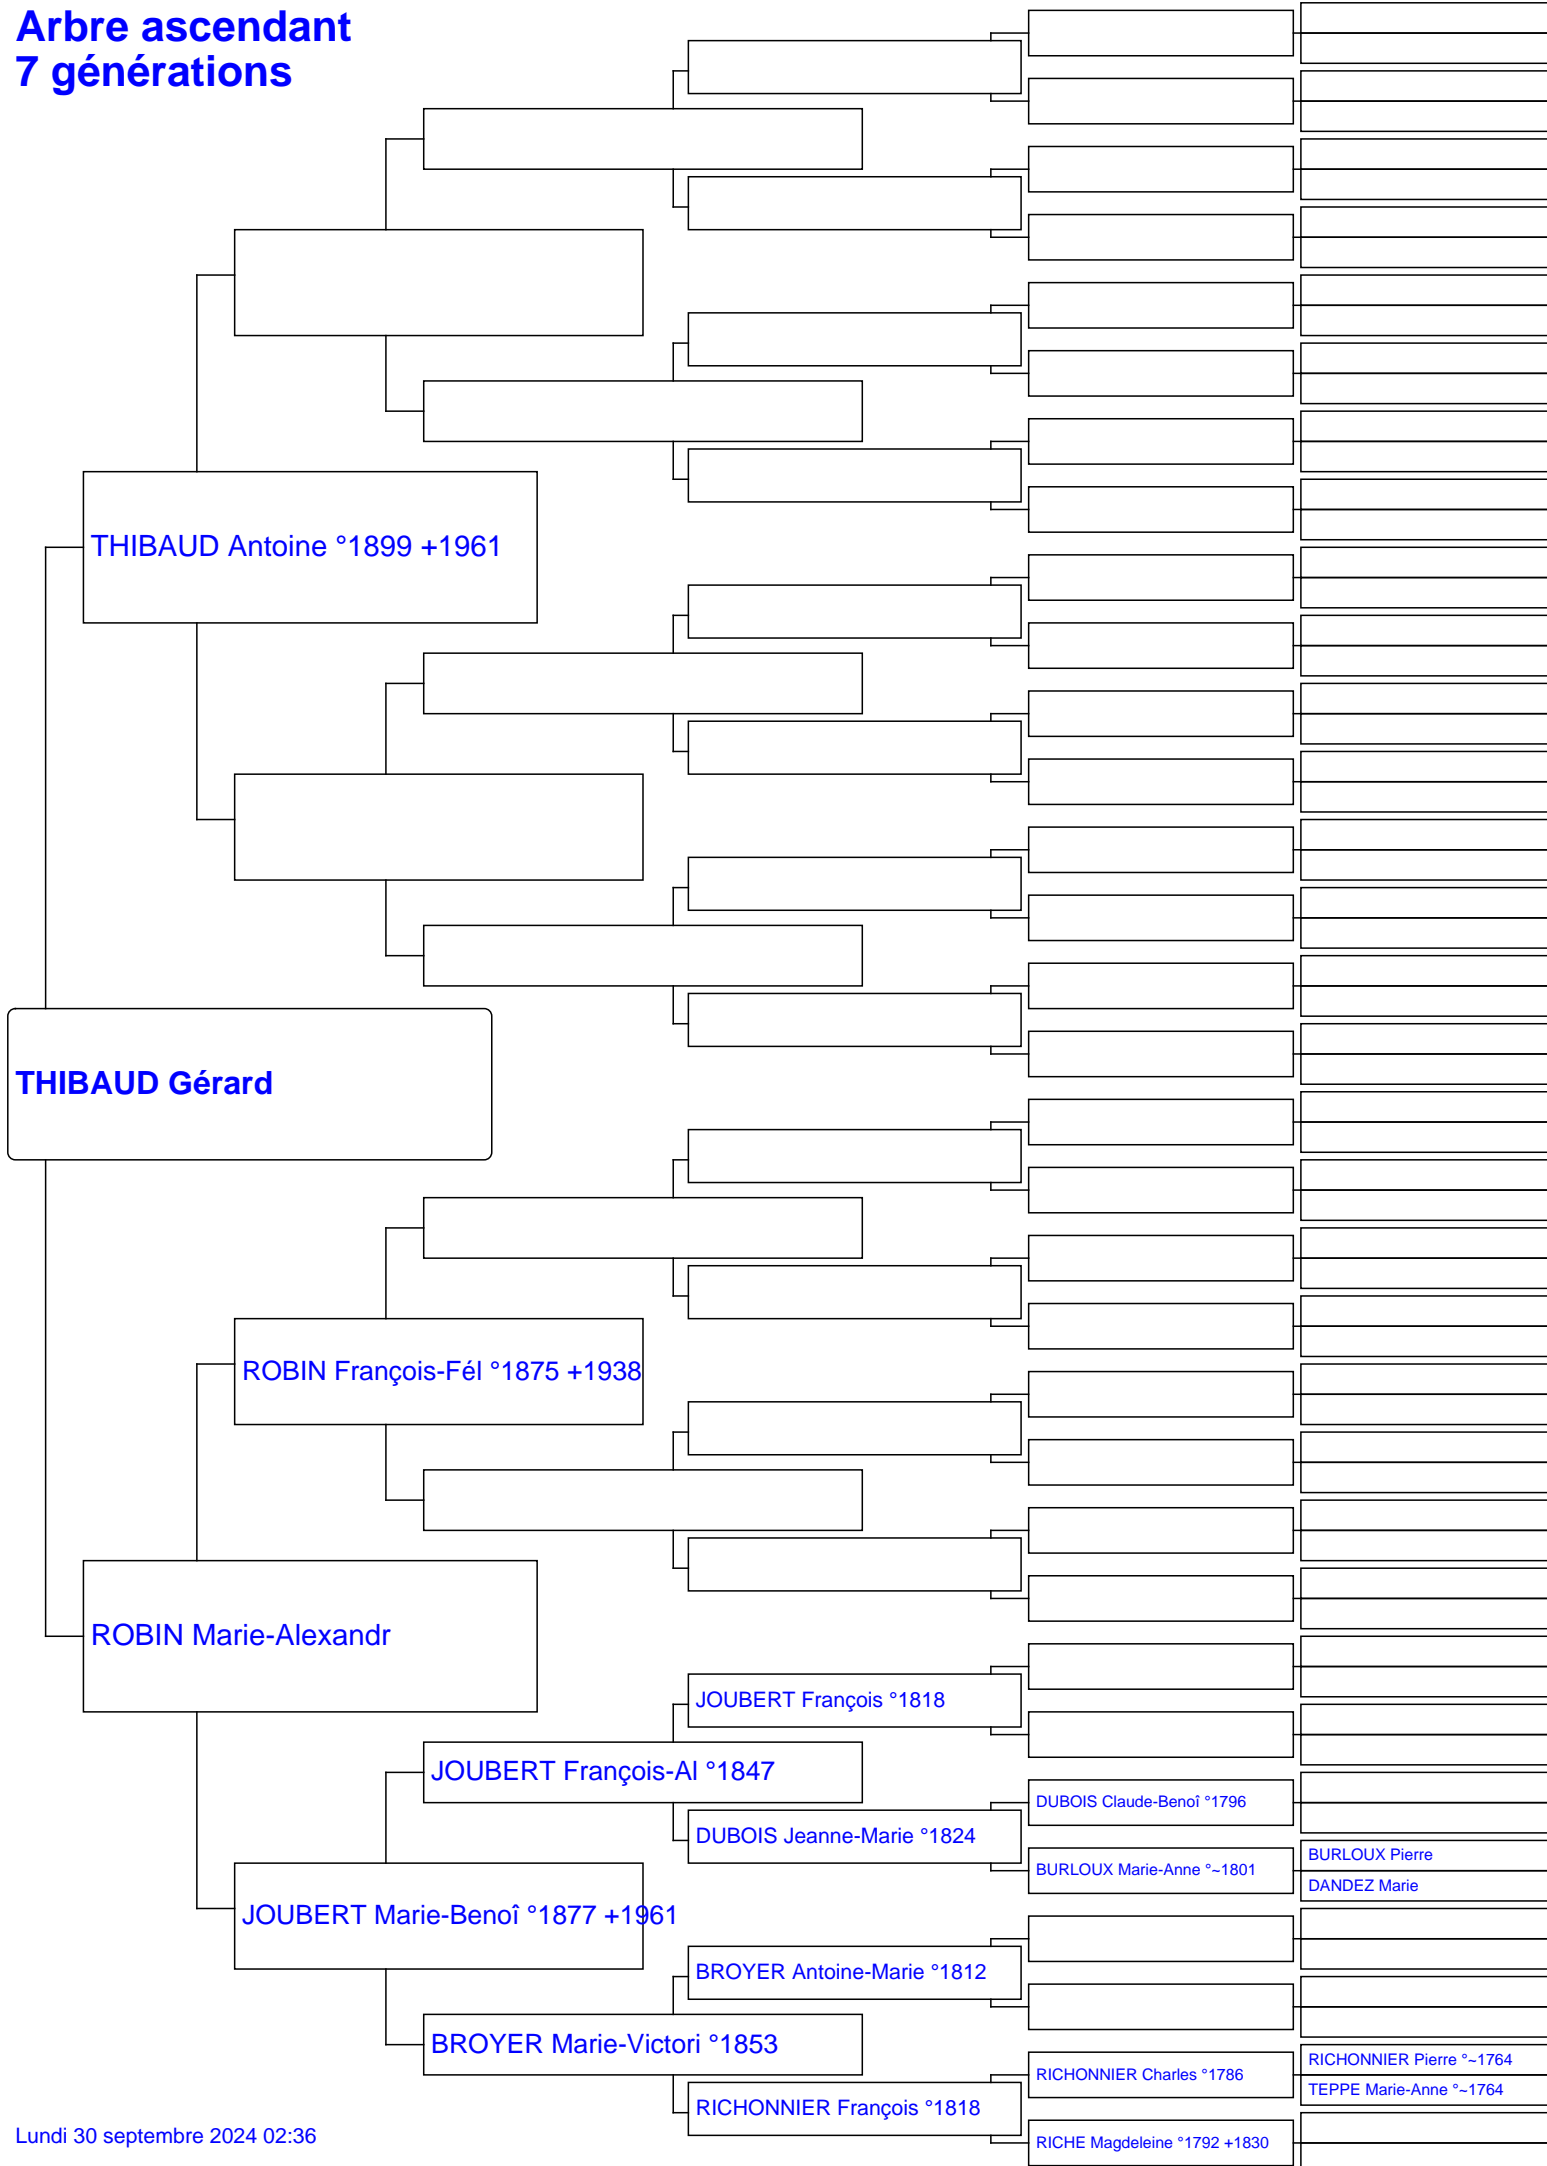 Arbre ascendant
7 générations
THIBAUD Antoine °1899 +1961
THIBAUD Gérard
ROBIN François-Fél °1875 +1938
ROBIN Marie-Alexandr
JOUBERT François °1818
JOUBERT François-Al °1847
DUBOIS Claude-Benoî °1796
DUBOIS Jeanne-Marie °1824
BURLOUX Pierre
BURLOUX Marie-Anne °~1801
DANDEZ Marie
JOUBERT Marie-Benoî °1877 +1961
BROYER Antoine-Marie °1812
BROYER Marie-Victori °1853
RICHONNIER Pierre °~1764
RICHONNIER Charles °1786
TEPPE Marie-Anne °~1764
RICHONNIER François °1818
RICHE Magdeleine °1792 +1830
Lundi 30 septembre 2024 02:36